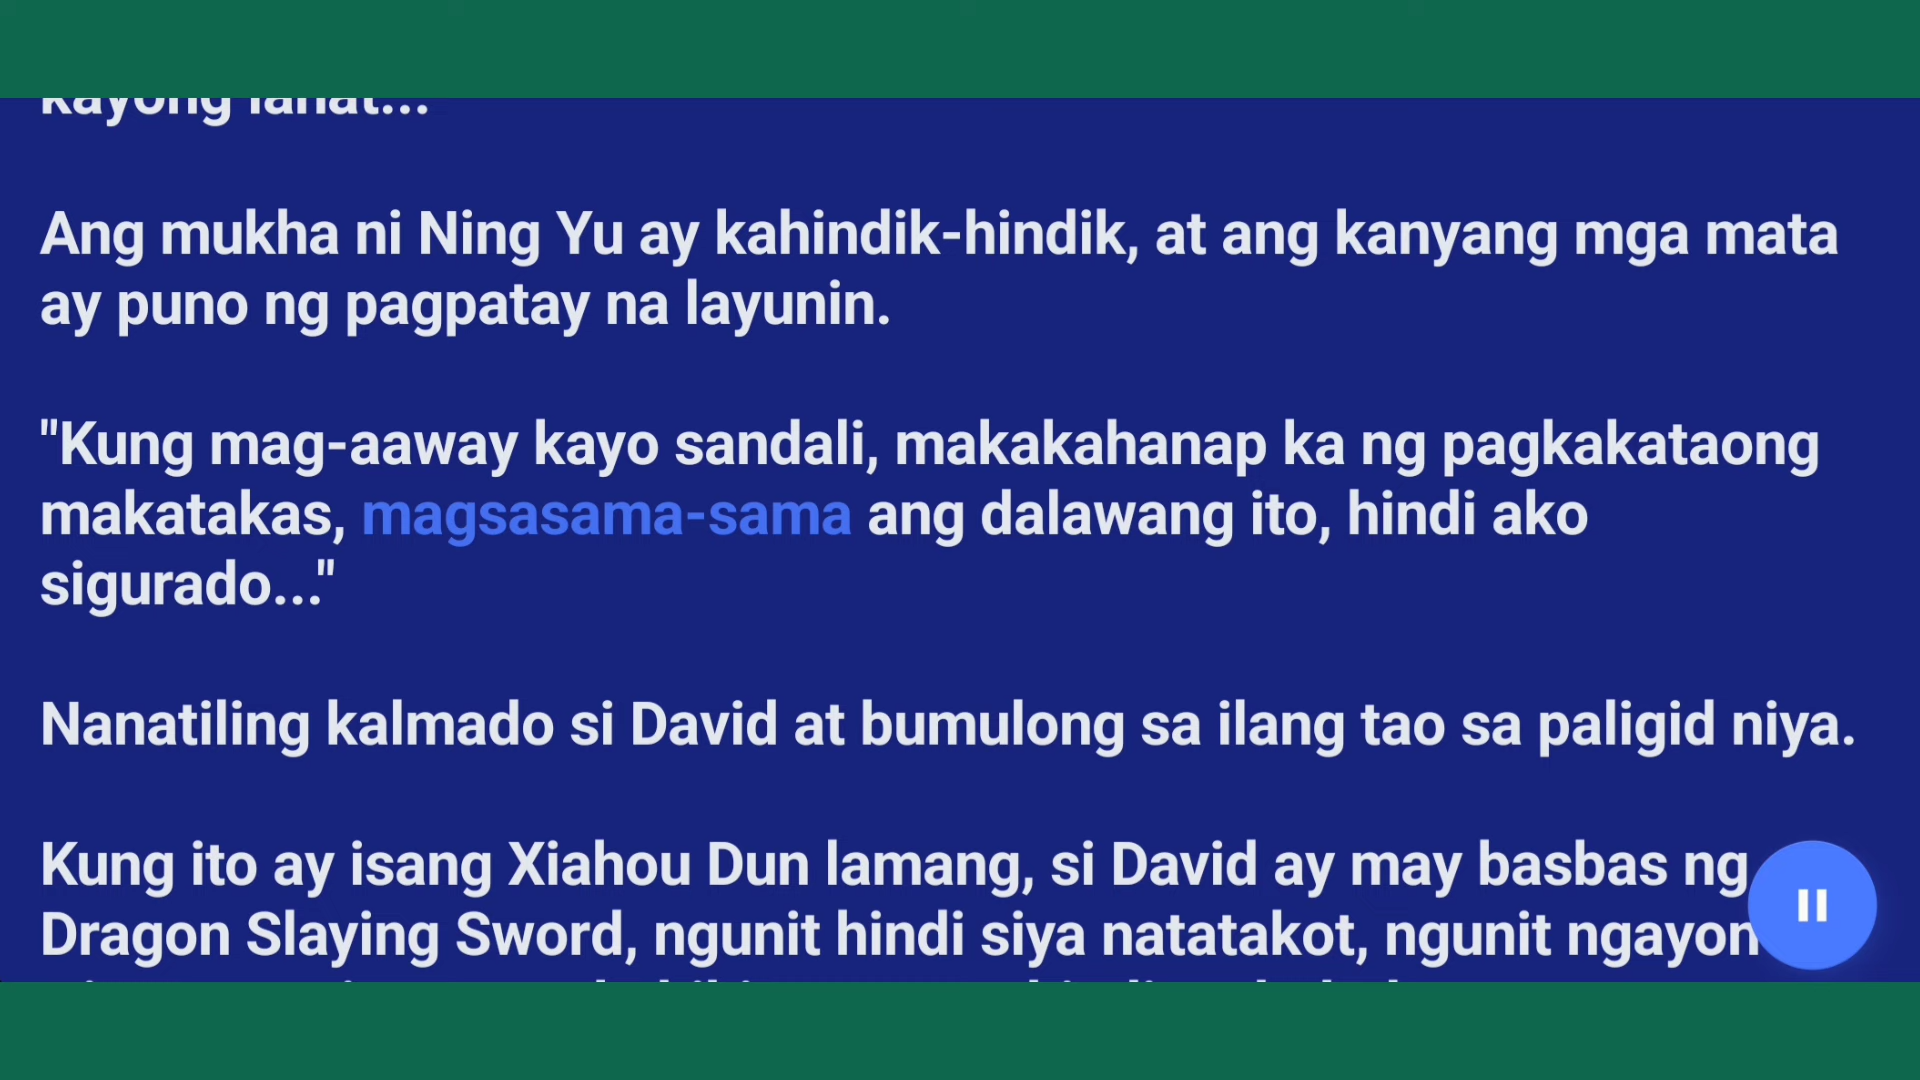 kayong lahat...
Ang mukha ni Ning Yu ay kahindik-hindik, at ang kanyang mga mata
ay puno ng pagpatay na layunin.
"Kung mag-aaway kayo sandali, makakahanap ka ng pagkakataong
makatakas, magsasama-sama ang dalawang ito, hindi ako
sigurado..."
Nanatiling kalmado si David at bumulong sa ilang tao sa paligid niya.
Kung ito ay isang Xiahou Dun lamang, si David ay may basbas ng
Dragon Slaying Sword, ngunit hindi siya natatakot, ngunit ngayon